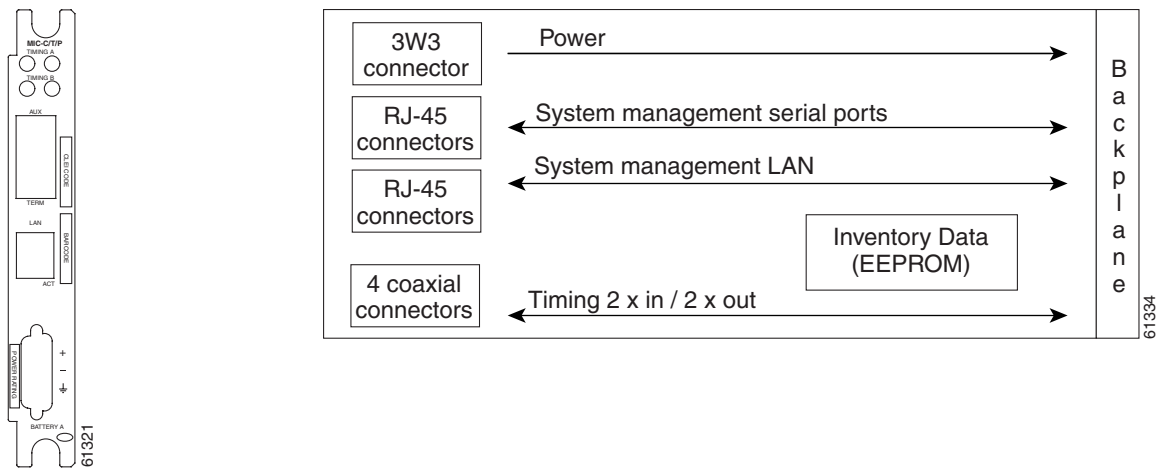 MIC-C/T/P
TIMING A
TIMING B
AUX
CLEI CODE
TERM
LAN
BARCODE
ACT
POWER RATING
+
−
BATTERY A
61321
3W3
connector
Power
RJ-45
connectors
System management serial ports
RJ-45
connectors
System management LAN
Inventory Data
(EEPROM)
4 coaxial
connectors
Timing 2 x in / 2 x out
Backplane
61334